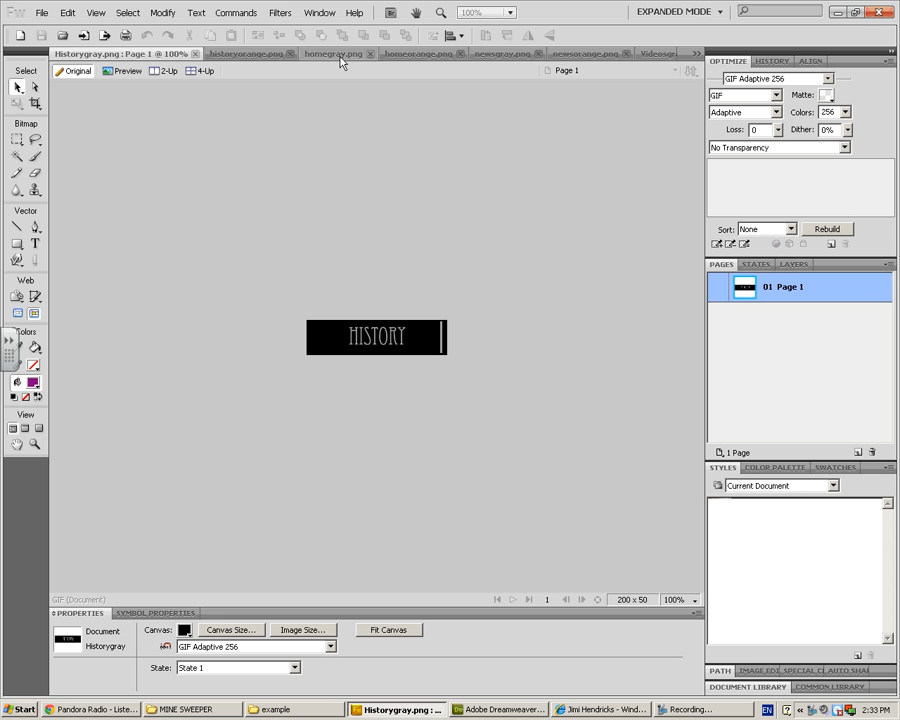 Fw File Edit View Select Modify Text Commands Filters Window Help 100% EXPANDED MODE
Historygray.png : Page 1 @ 100% historyorange.png homegray.png homeorange.png newsgray.png newsorange.png Videosgr
Original Preview 2-Up 4-Up Page 1
Select
Bitmap
Vector
Web
Colors
View
HISTORY
GIF (Document) 1 200 x 50 100%
OPTIMIZE HISTORY ALIGN
GIF Adaptive 256
GIF Matte:
Adaptive Colors: 256
Loss: 0 Dither: 0%
No Transparency
Sort: None Rebuild
PAGES STATES LAYERS
01 Page 1
1 Page
STYLES COLOR PALETTE SWATCHES
Current Document
PATH IMAGE EDI SPECIAL CI AUTO SHAI
DOCUMENT LIBRARY COMMON LIBRARY
PROPERTIES SYMBOL PROPERTIES
Document Canvas: Canvas Size... Image Size... Fit Canvas
Historygray GIF Adaptive 256
State: State 1
Start Pandora Radio - Liste... MINE SWEEPER example Historygray.png : ... Adobe Dreamweaver... Jimi Hendricks - Wind... Recording... EN 2:33 PM